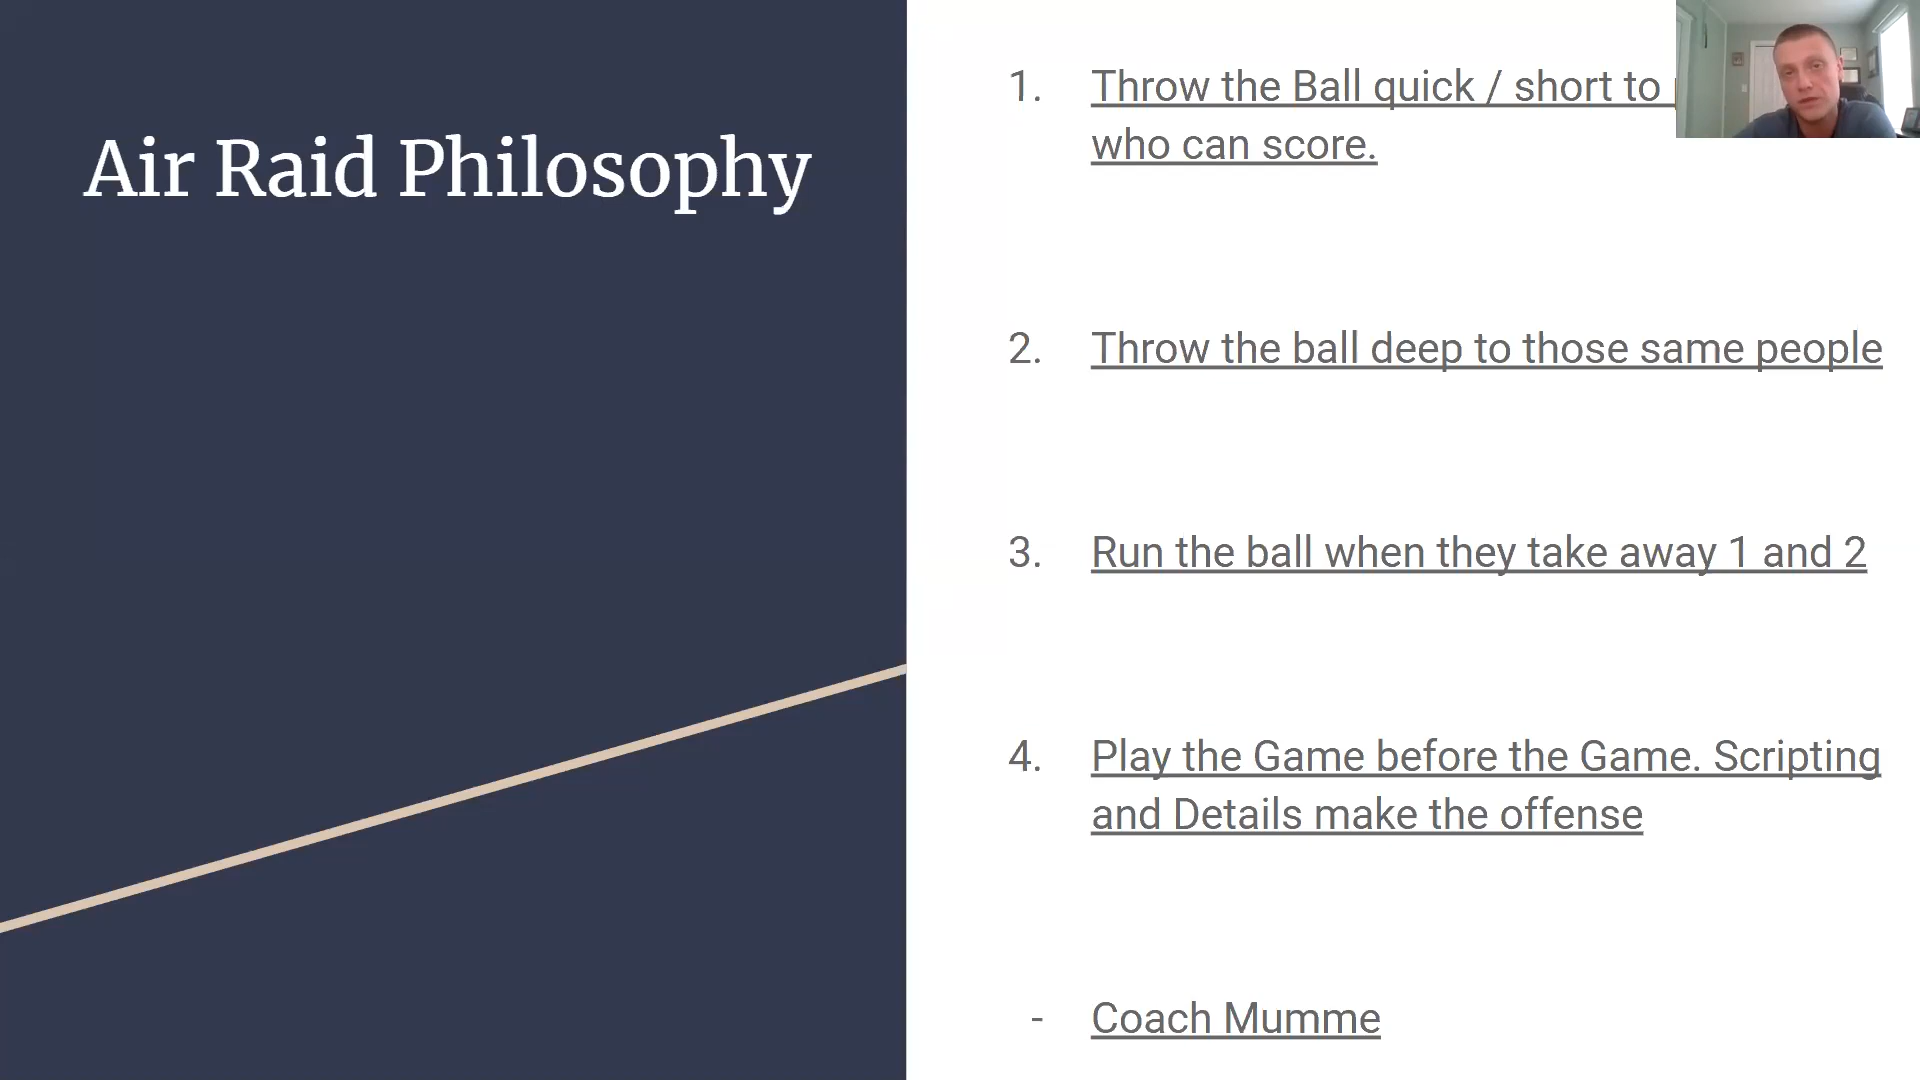 Air Raid Philosophy
1. Throw the Ball quick / short to
who can score.
2. Throw the ball deep to those same people
3. Run the ball when they take away 1 and 2
4. Play the Game before the Game. Scripting
and Details make the offense
- Coach Mumme